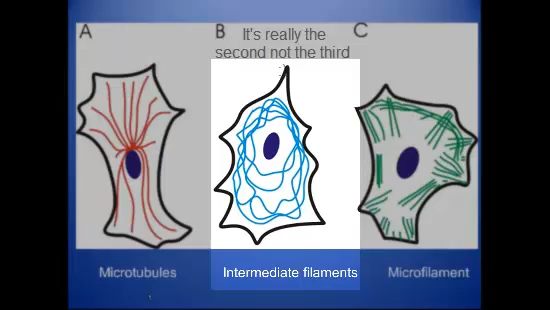 A
B
C
It's really the
second not the third
Microtubules
Intermediate filaments
Microfilament